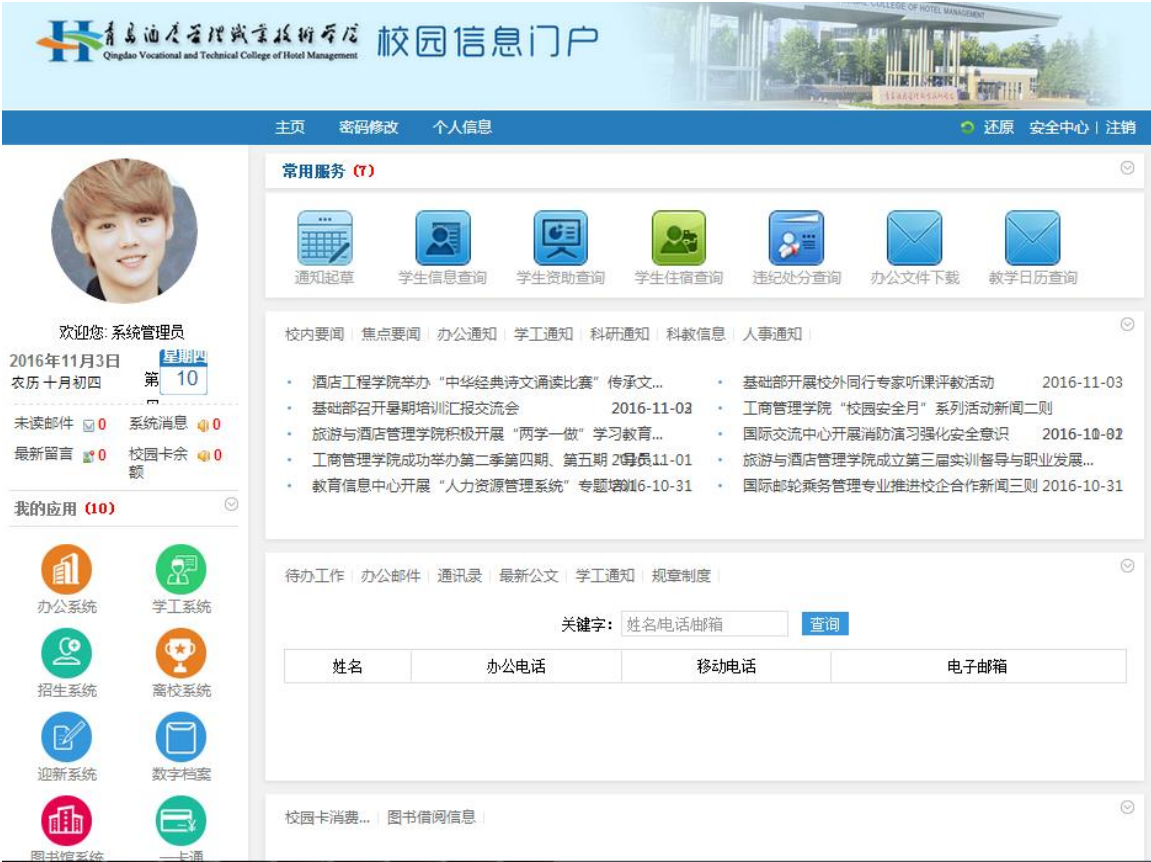 青岛酒店管理职业技术学院 校园信息门户
Qingdao Vocational and Technical College of Hotel Management
COLLEGE OF HOTEL MANAGEMENT
主页 密码修改 个人信息 还原 安全中心 | 注销
欢迎您: 系统管理员
2016年11月3日 星期四
农历 十月初四 第 10
未读邮件 0 系统消息 0
最新留言 0 校园卡余额 0
我的应用 (10)
办公系统 学工系统
招生系统 离校系统
迎新系统 数字档案
图书馆系统 一卡通
常用服务 (7)
通知起草 学生信息查询 学生资助查询 学生住宿查询 违纪处分查询 办公文件下载 教学日历查询
校内要闻 焦点要闻 办公通知 学工通知 科研通知 科教信息 人事通知
· 酒店工程学院举办“中华经典诗文诵读比赛”传承文... · 基础部开展校外同行专家听课评教活动 2016-11-03
· 基础部召开暑期培训汇报交流会 · 工商管理学院“校园安全月”系列活动新闻二则
· 旅游与酒店管理学院积极开展“两学一做”学习教育... · 国际交流中心开展消防演习强化安全意识
· 工商管理学院成功举办第二季第四期、第五期 · 旅游与酒店管理学院成立第三届实训督导与职业发展...
· 教育信息中心开展“人力资源管理系统”专题培训 2016-10-31 · 国际邮轮乘务管理专业推进校企合作新闻三则 2016-10-31
待办工作 办公邮件 通讯录 最新公文 学工通知 规章制度
关键字: 姓名/电话/邮箱 查询
姓名 办公电话 移动电话 电子邮箱
校园卡消费... 图书借阅信息